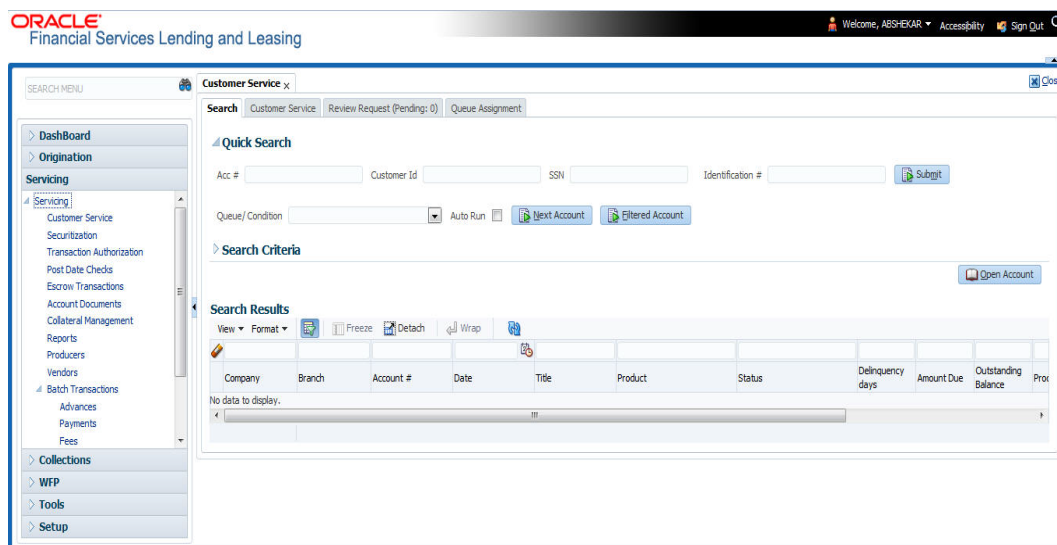 ORACLE®
Financial Services Lending and Leasing
Welcome, ABSHEKAR Accessibility Sign Out
SEARCH MENU
DashBoard
Origination
Servicing
Servicing
Customer Service
Securitization
Transaction Authorization
Post Date Checks
Escrow Transactions
Account Documents
Collateral Management
Reports
Producers
Vendors
Batch Transactions
Advances
Payments
Fees
Collections
WFP
Tools
Setup
Customer Service x
Clos
Search Customer Service Review Request (Pending: 0) Queue Assignment
Quick Search
Acc # Customer Id SSN Identification # Submit
Queue/ Condition Auto Run Next Account Filtered Account
Search Criteria
Open Account
Search Results
View Format Freeze Detach Wrap
Company Branch Account # Date Title Product Status Delinquency days Amount Due Outstanding Balance Prod
No data to display.